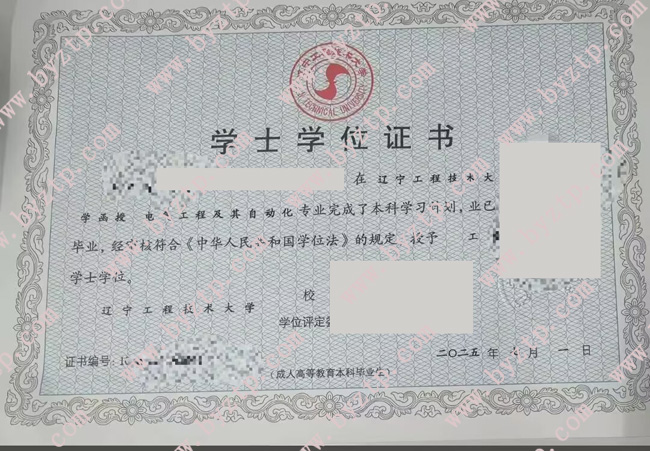 www.byztp.com
TECHNICAL UNIVERSITY
学士学位证书
在 辽宁工程技术大
学函授 电 工程及其自动化 专业完成了本科学习 划，业已
毕业，经 核符合《中华人民 和国学位法》的规定 授予 工
学士学位。
辽宁工程技术大学 校
学位评定
证书编号:
二〇二五 年 月 一 日
(成人高等教育本科毕业生)